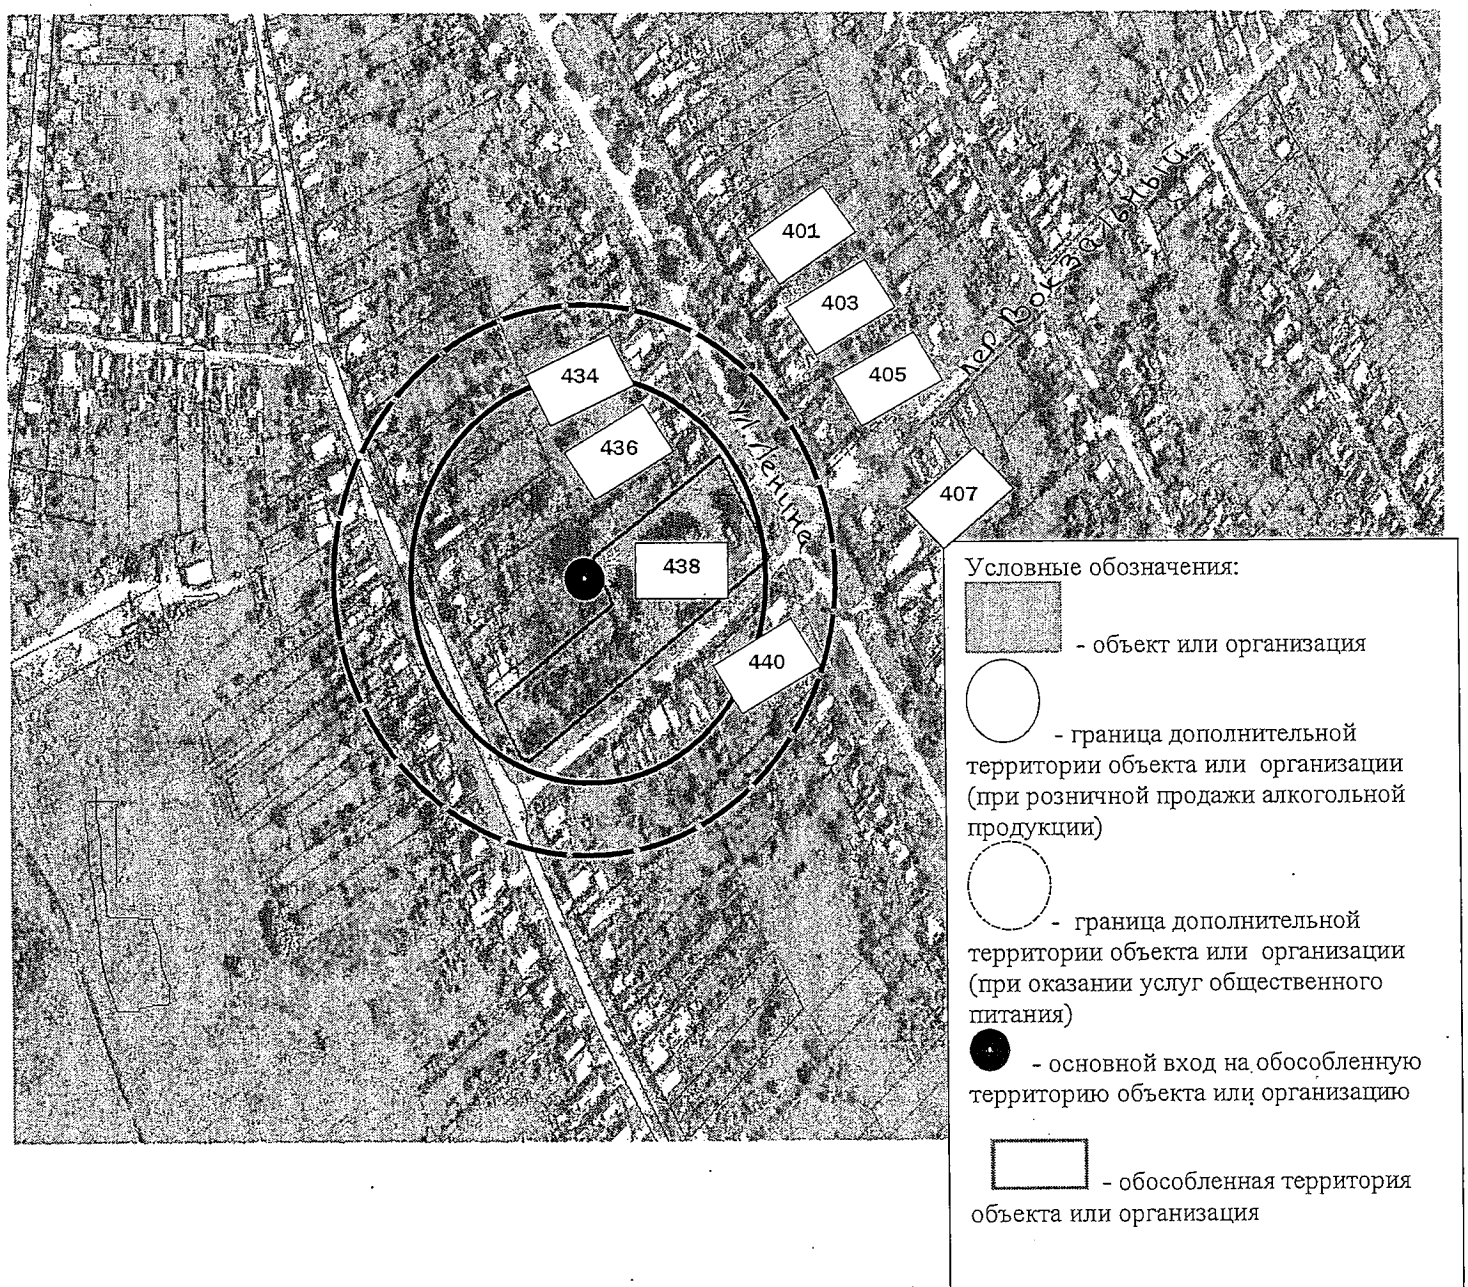 401
403
405
пер Вокзальный
434
436
ул. Ленина
407
438
440
Условные обозначения:
- объект или организация
- граница дополнительной
территории объекта или организации
(при розничной продажи алкогольной
продукции)
- граница дополнительной
территории объекта или организации
(при оказании услуг общественного
питания)
- основной вход на обособленную
территорию объекта или организацию
- обособленная территория
объекта или организация